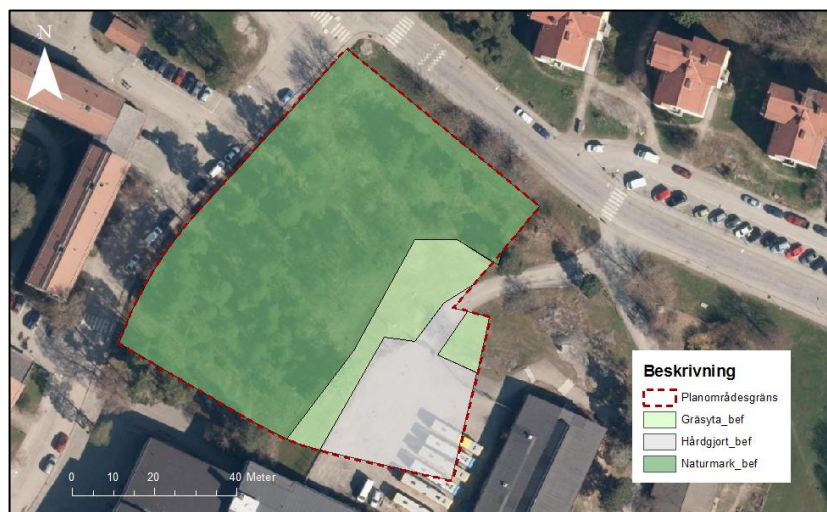 N
Beskrivning
Planområdesgräns
Gräsyta_bef
Hårdgjort_bef
Naturmark_bef
0 10 20 40 Meter